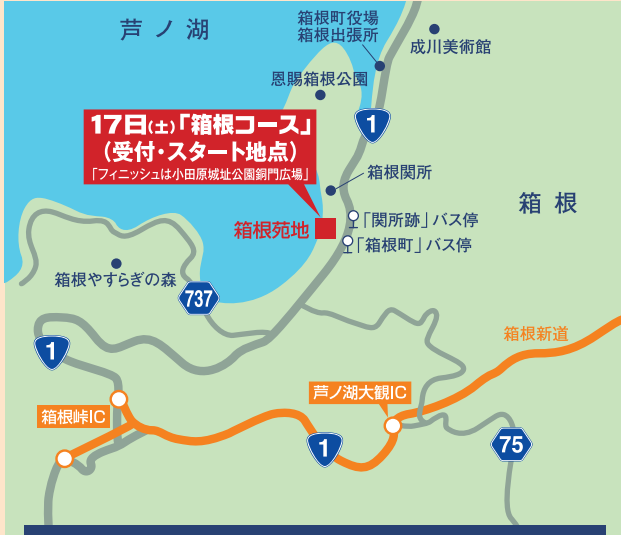 芦ノ湖
箱根町役場
箱根出張所
成川美術館
恩賜箱根公園
17日(土)「箱根コース」
(受付・スタート地点)
「フィニッシュは小田原城址公園銅門広場」
1
箱根関所
箱根
「関所跡」バス停
箱根苑地
「箱根町」バス停
箱根やすらぎの森
737
箱根新道
1
芦ノ湖大観IC
箱根峠IC
1
75